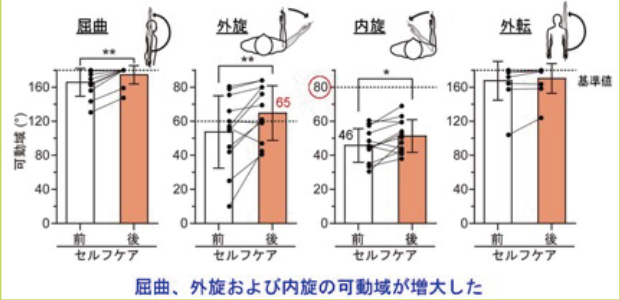 屈曲
外旋
内旋
外転
可動域 (°)
160
120
80
40
0
**
前
後
セルフケア
80
60
40
20
0
**
65
前
後
セルフケア
80
60
40
20
0
*
46
前
後
セルフケア
160
120
80
40
0
基準値
前
後
セルフケア
屈曲、外旋および内旋の可動域が増大した